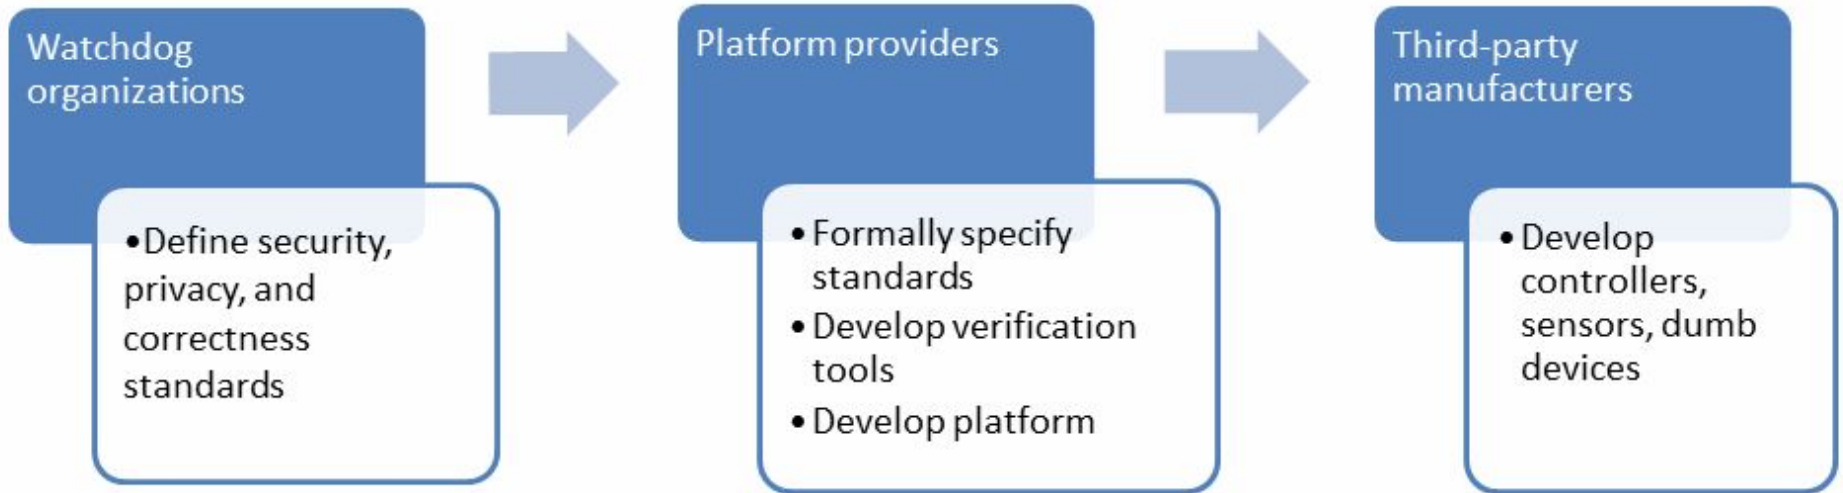 Watchdog
organizations
•Define security,
privacy, and
correctness
standards
Platform providers
•Formally specify
standards
•Develop verification
tools
•Develop platform
Third-party
manufacturers
•Develop
controllers,
sensors, dumb
devices